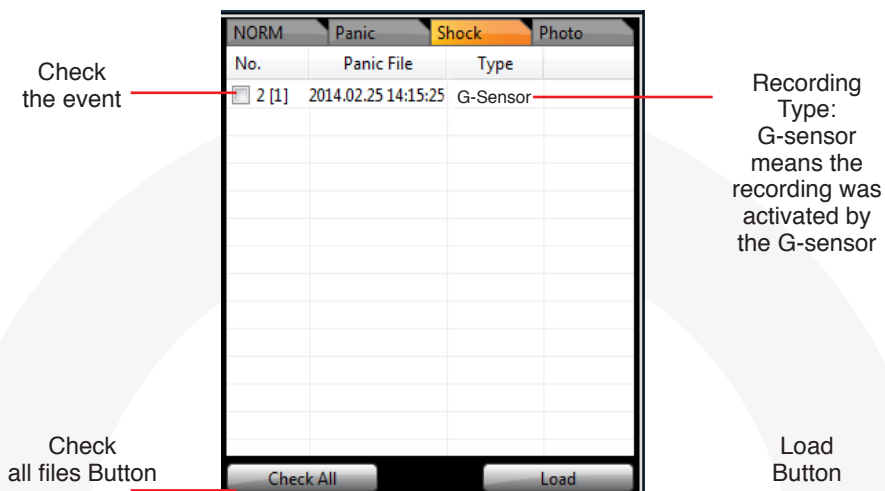 NORM Panic Shock Photo
No. Panic File Type
2 [1] 2014.02.25 14:15:25 G-Sensor
Check
the event
Recording
Type:
G-sensor
means the
recording was
activated by
the G-sensor
Check
all files Button
Check All Load
Load
Button